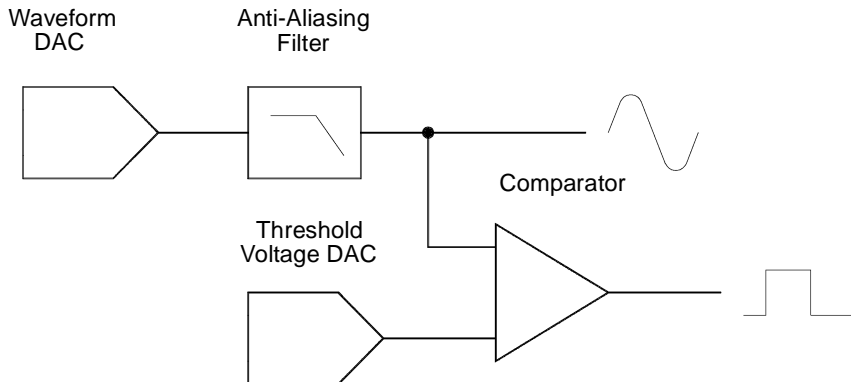 Waveform
DAC
Anti-Aliasing
Filter
Comparator
Threshold
Voltage DAC